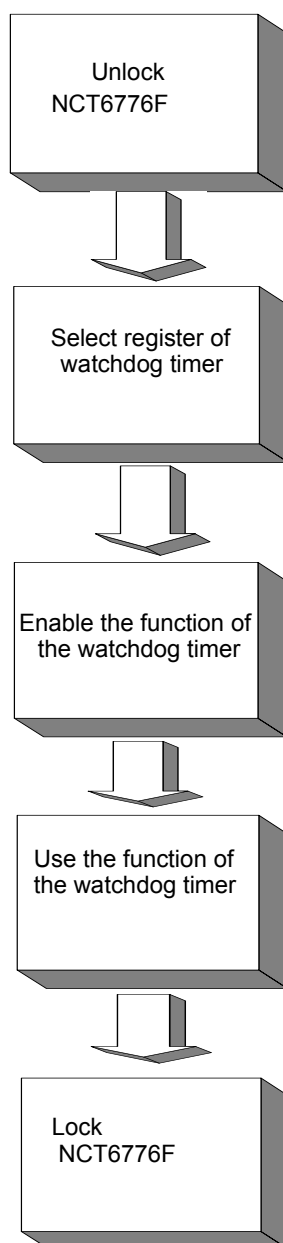 Unlock
NCT6776F
Select register of
watchdog timer
Enable the function of
the watchdog timer
Use the function of
the watchdog timer
Lock
NCT6776F